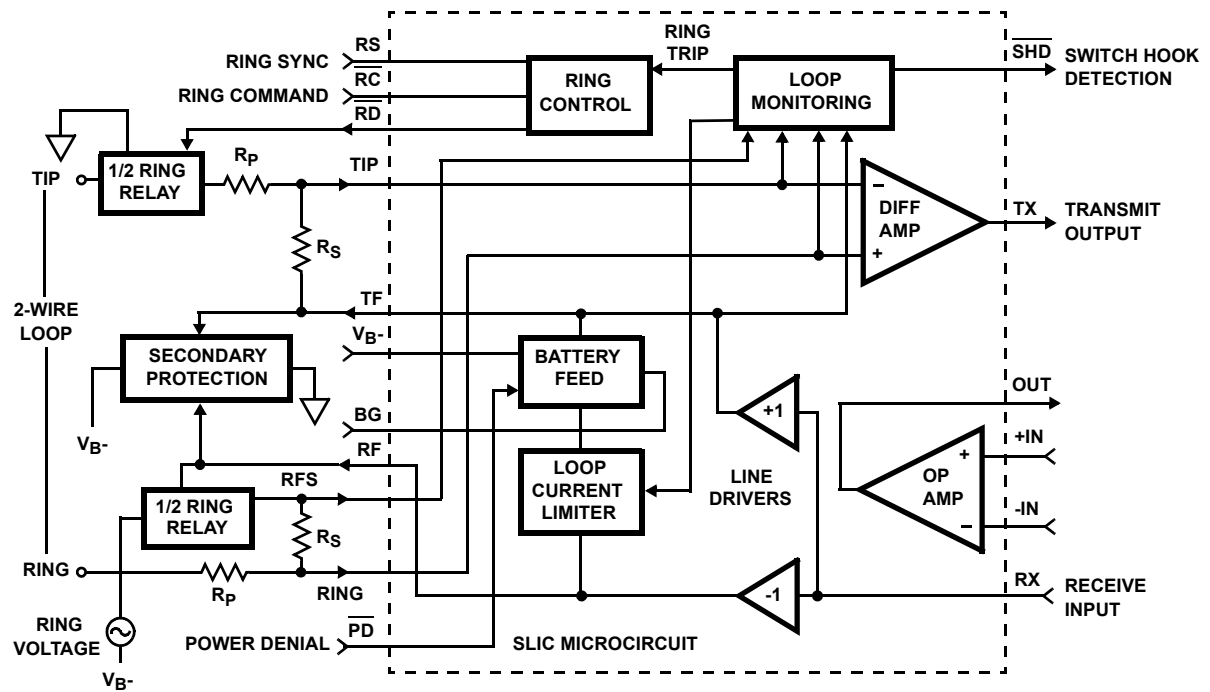 RING SYNC
RS
RING COMMAND
RC
RD
RING
CONTROL
RING
TRIP
LOOP
MONITORING
SHD
SWITCH HOOK
DETECTION
TIP
1/2 RING
RELAY
RP
TIP
RS
DIFF
AMP
−
+
TX
TRANSMIT
OUTPUT
2-WIRE
LOOP
TF
VB-
SECONDARY
PROTECTION
VB-
BATTERY
FEED
BG
RF
+1
LINE
DRIVERS
OUT
+IN
-IN
+
−
OP
AMP
LOOP
CURRENT
LIMITER
1/2 RING
RELAY
RFS
RS
RING
RP
RING
-1
RX
RECEIVE
INPUT
RING
VOLTAGE
VB-
POWER DENIAL
PD
SLIC MICROCIRCUIT